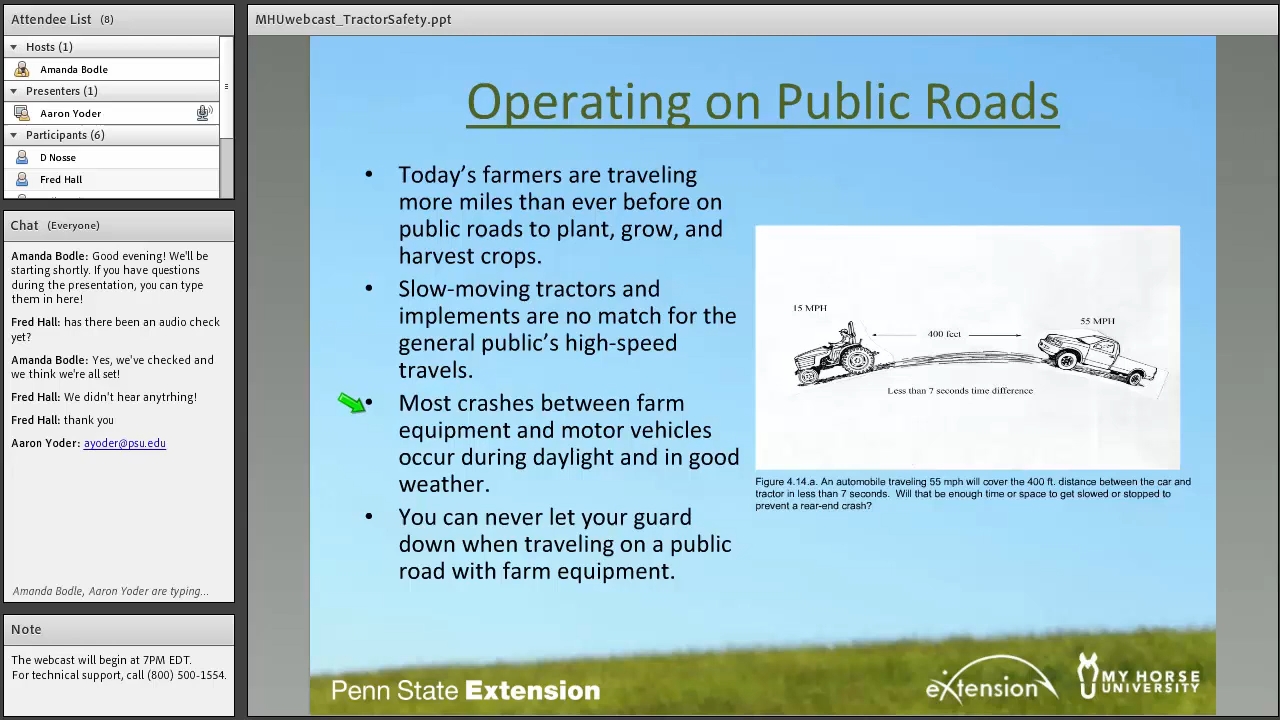 Attendee List (8)
Hosts (1)
Amanda Bodle
Presenters (1)
Aaron Yoder
Participants (6)
D Nosse
Fred Hall
Chat (Everyone)
Amanda Bodle: Good evening! We'll be
starting shortly. If you have questions
during the presentation, you can type
them in here!
Fred Hall: has there been an audio check
yet?
Amanda Bodle: Yes, we've checked and
we think we're all set!
Fred Hall: We didn't hear anytrhing!
Fred Hall: thank you
Aaron Yoder: ayoder@psu.edu
Amanda Bodle, Aaron Yoder are typing...
Note
The webcast will begin at 7PM EDT.
For technical support, call (800) 500-1554.
MHUwebcast_TractorSafety.ppt
Operating on Public Roads
• Today's farmers are traveling
more miles than ever before on
public roads to plant, grow, and
harvest crops.
• Slow-moving tractors and
implements are no match for the
general public's high-speed
travels.
• Most crashes between farm
equipment and motor vehicles
occur during daylight and in good
weather.
• You can never let your guard
down when traveling on a public
road with farm equipment.
15 MPH
55 MPH
400 feet
Less than 7 seconds time difference
Figure 4.14.a. An automobile traveling 55 mph will cover the 400 ft. distance between the car and
tractor in less than 7 seconds. Will that be enough time or space to get slowed or stopped to
prevent a rear-end crash?
Penn State Extension
eXtension
MY HORSE
UNIVERSITY